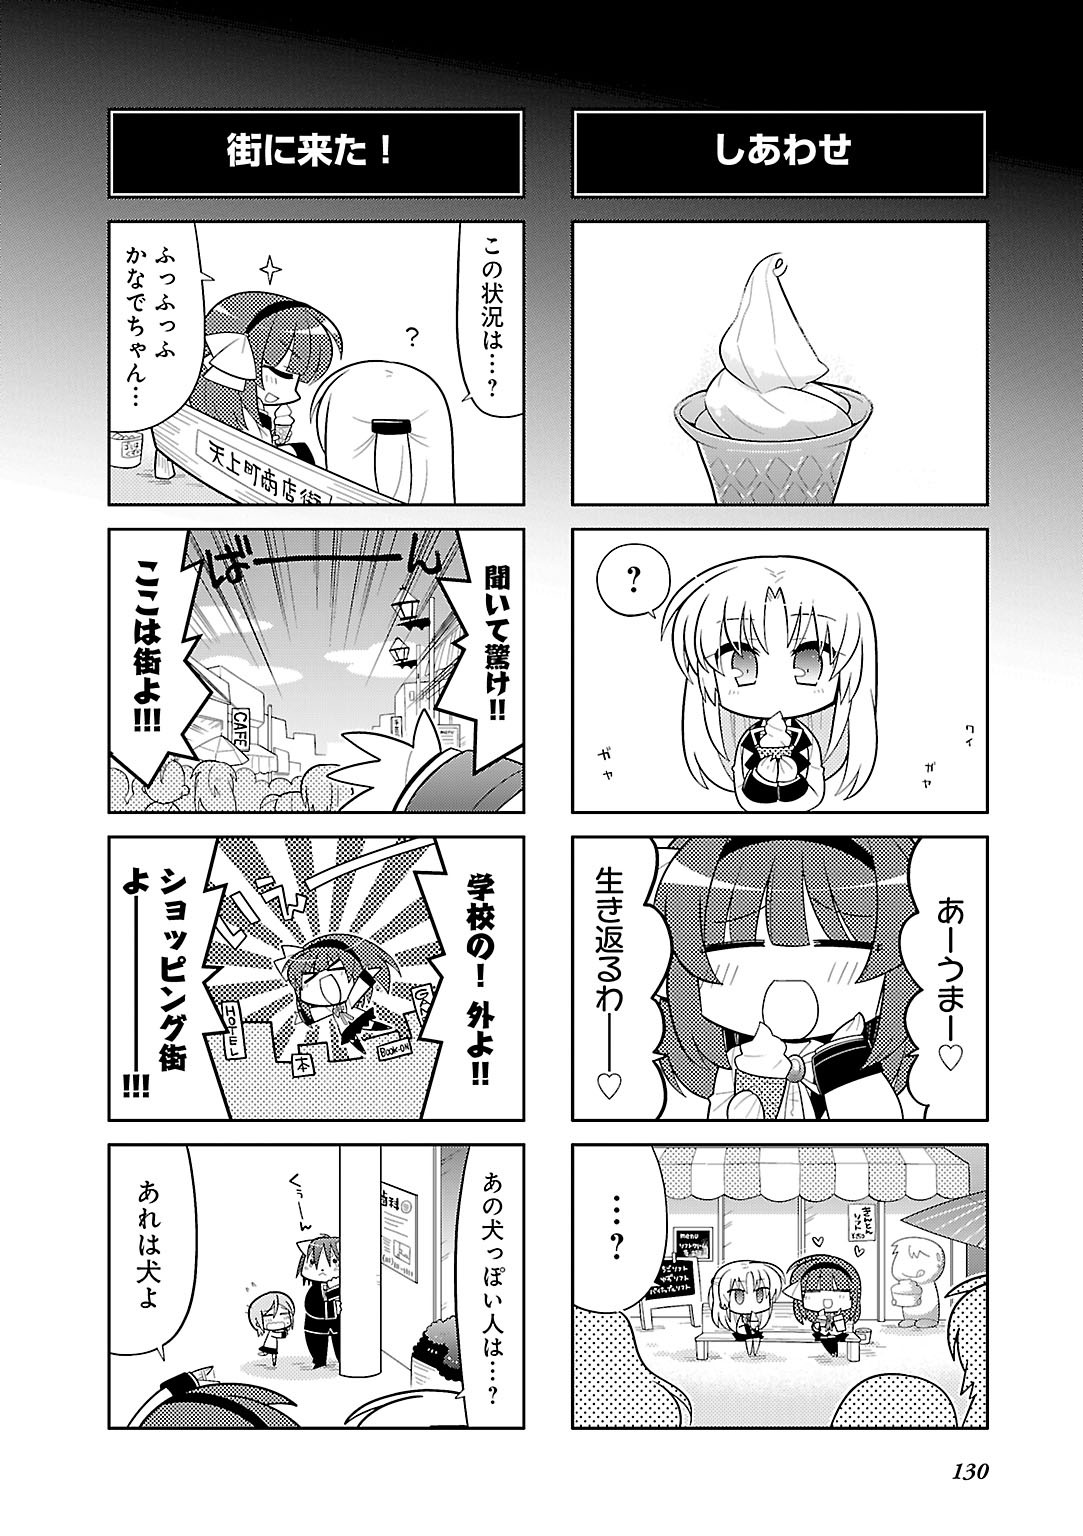 しあわせ
？
ガヤ
ガヤ
ワイ
あーうまー♡
生き返るわーー♡
…？
menu
街に来た！
この状況は…？
？
ふっふっふ
かなでちゃん…
天上町商店街
聞いて驚け!!
ばーーん
ここは街よ!!!
CAFE
学校の！外よ!!
HOTEL
本
BOOK-ON
ショッピング街
よーーー!!!
あの犬っぽい人は…？
くぅーん
歯科
あれは犬よ
130